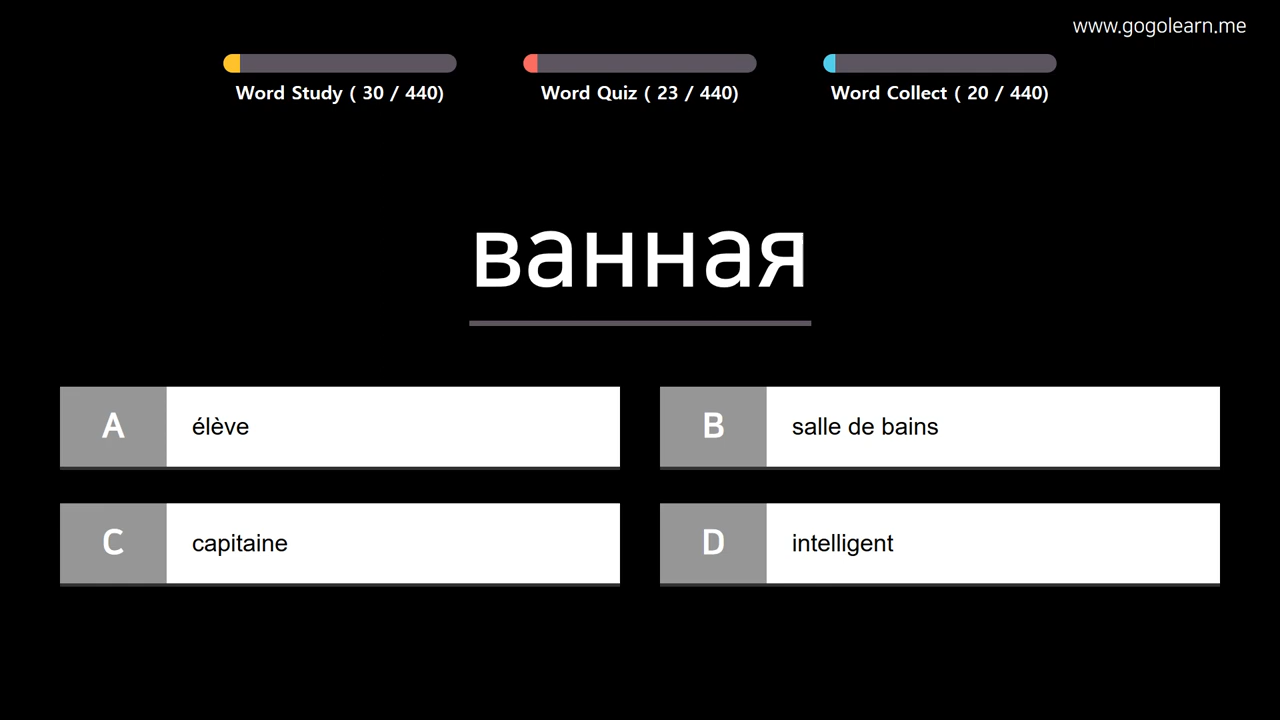 www.gogolearn.me
Word Study ( 30 / 440)
Word Quiz ( 23 / 440)
Word Collect ( 20 / 440)
ванная
A élève
B salle de bains
C capitaine
D intelligent